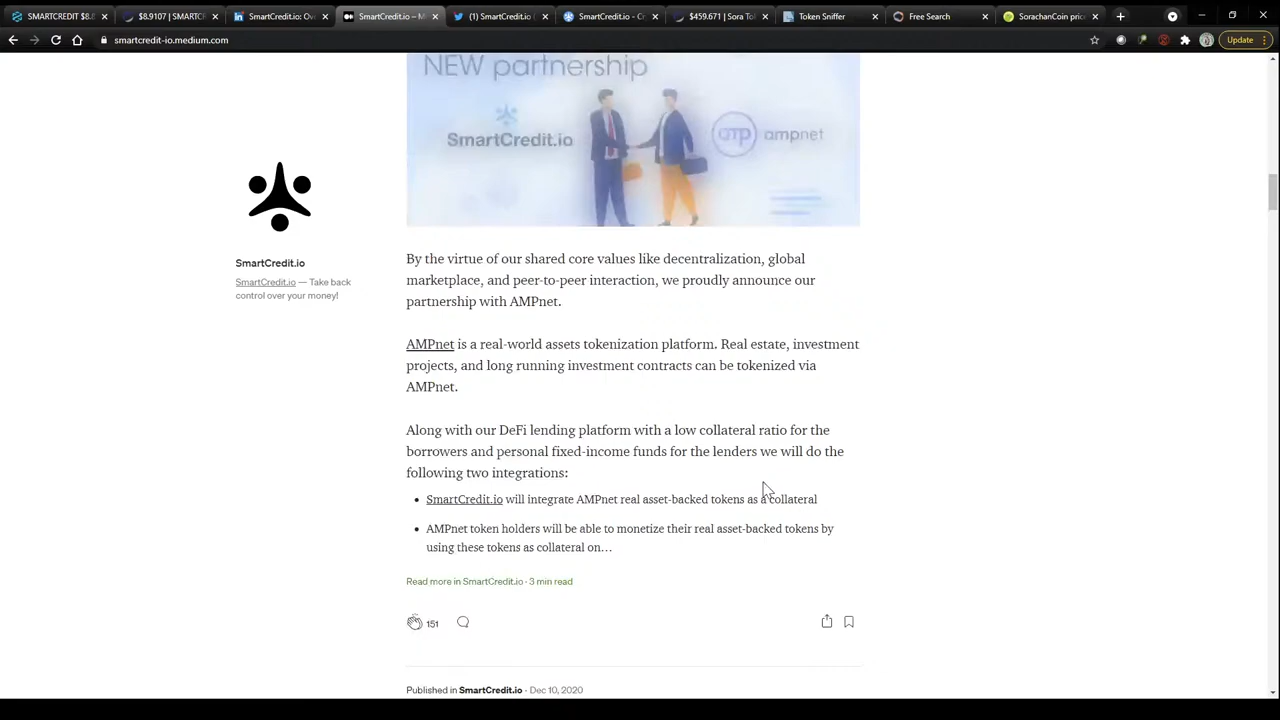 SMARTCREDIT $8.8
$8.9107 | SMARTCR
SmartCredit.io: Ove
SmartCredit.io – M
(1) SmartCredit.io (
SmartCredit.io - Cr
$459.671 | Sora To
Token Sniffer
Free Search
SorachanCoin pric
smartcredit-io.medium.com
Update
NEW partnership
SmartCredit.io
ampnet
SmartCredit.io
SmartCredit.io — Take back
control over your money!
By the virtue of our shared core values like decentralization, global
marketplace, and peer-to-peer interaction, we proudly announce our
partnership with AMPnet.
AMPnet is a real-world assets tokenization platform. Real estate, investment
projects, and long running investment contracts can be tokenized via
AMPnet.
Along with our DeFi lending platform with a low collateral ratio for the
borrowers and personal fixed-income funds for the lenders we will do the
following two integrations:
SmartCredit.io will integrate AMPnet real asset-backed tokens as a collateral
AMPnet token holders will be able to monetize their real asset-backed tokens by
using these tokens as collateral on…
Read more in SmartCredit.io · 3 min read
151
Published in SmartCredit.io · Dec 10, 2020